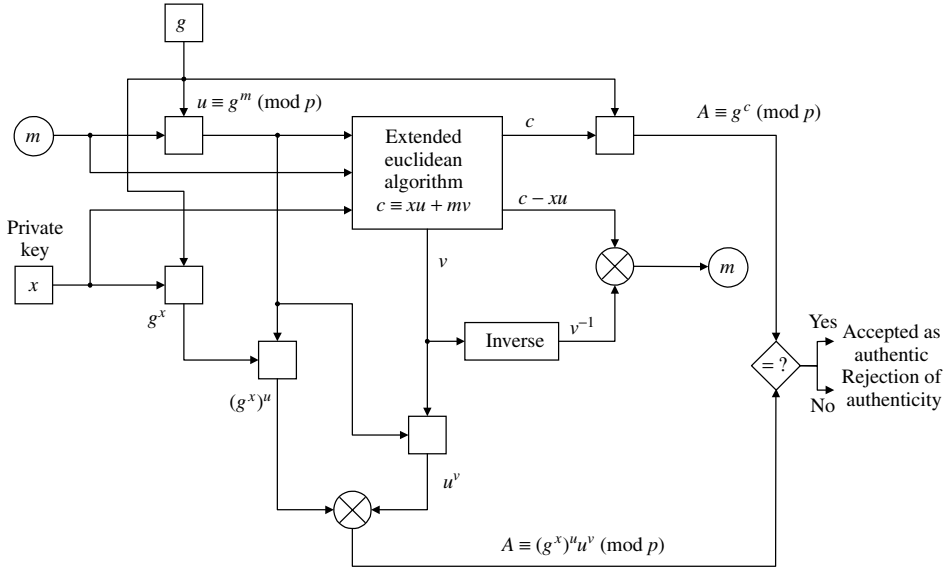 g
u ≡ g^m (mod p)
m
Extended
euclidean
algorithm
c ≡ xu + mv
c
A ≡ g^c (mod p)
c − xu
Private
key
x
g^x
v
m
Inverse
v^−1
(g^x)^u
= ?
Yes
Accepted as
authentic
Rejection of
authenticity
No
u^v
A ≡ (g^x)^u u^v (mod p)